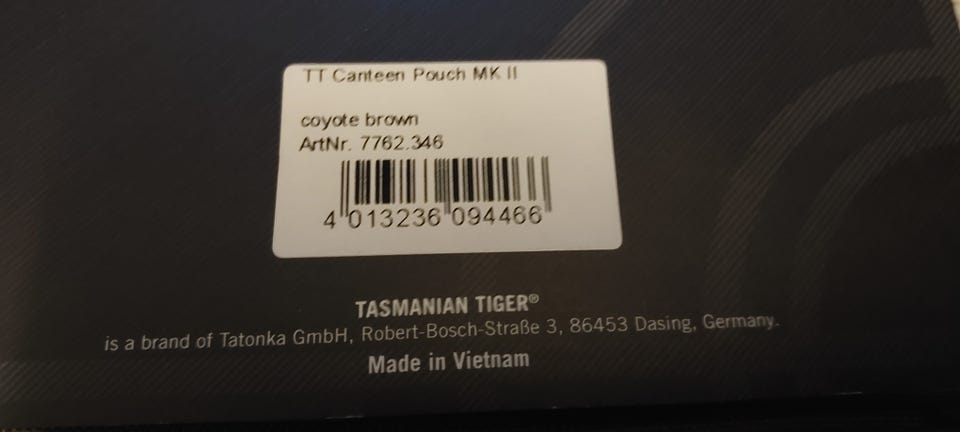 TT Canteen Pouch MK II
coyote brown
ArtNr. 7762.346
4 013236 094466
TASMANIAN TIGER®
is a brand of Tatonka GmbH, Robert-Bosch-Straße 3, 86453 Dasing, Germany.
Made in Vietnam